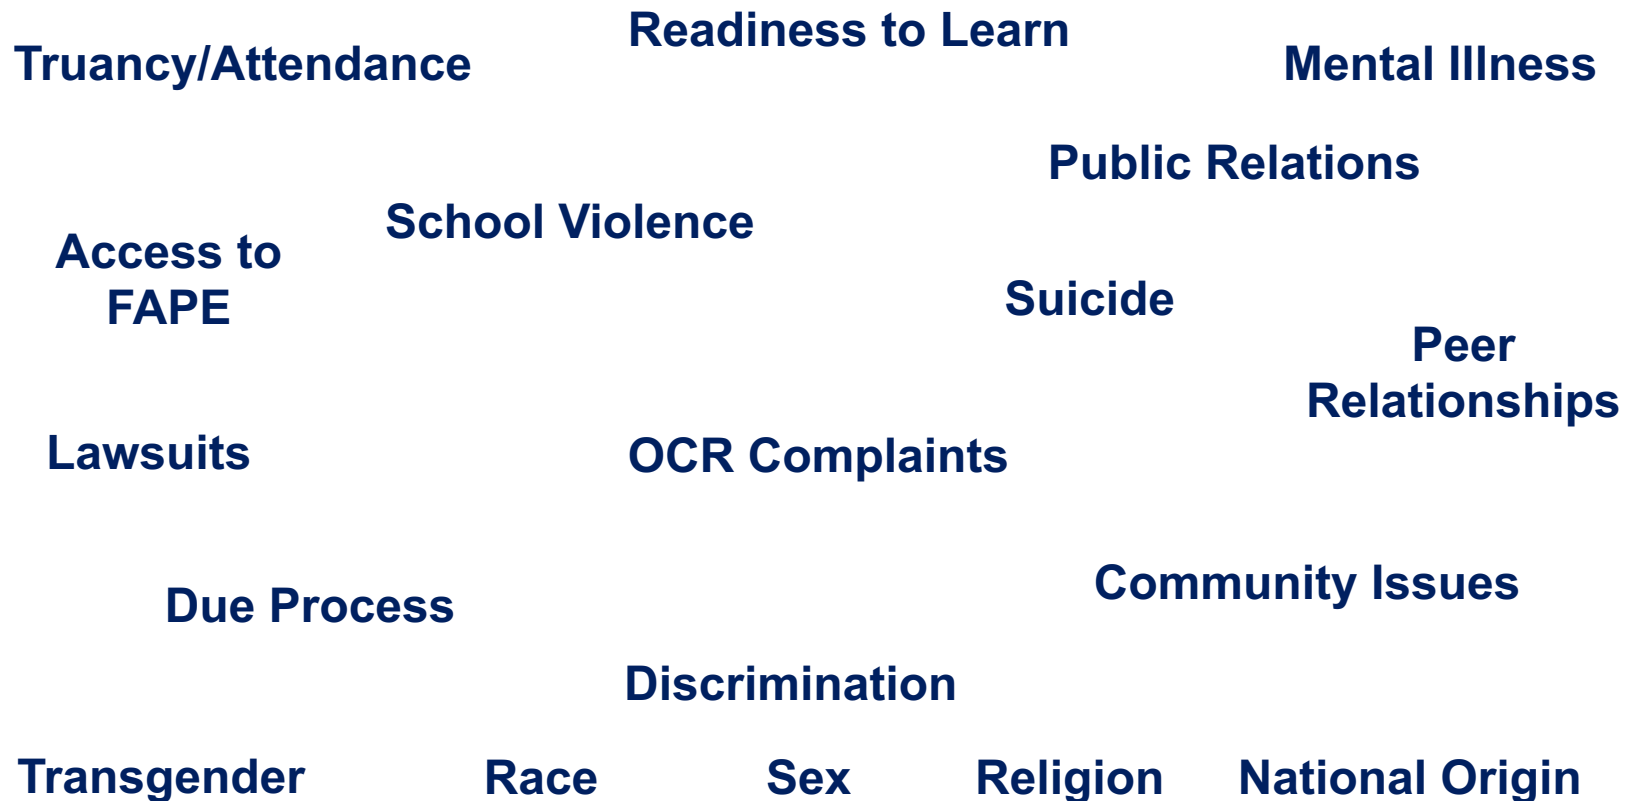 Readiness to Learn
Truancy/Attendance
Mental Illness
Public Relations
School Violence
Access to
FAPE
Suicide
Peer
Relationships
Lawsuits
OCR Complaints
Community Issues
Due Process
Discrimination
Transgender
Race
Sex
Religion
National Origin